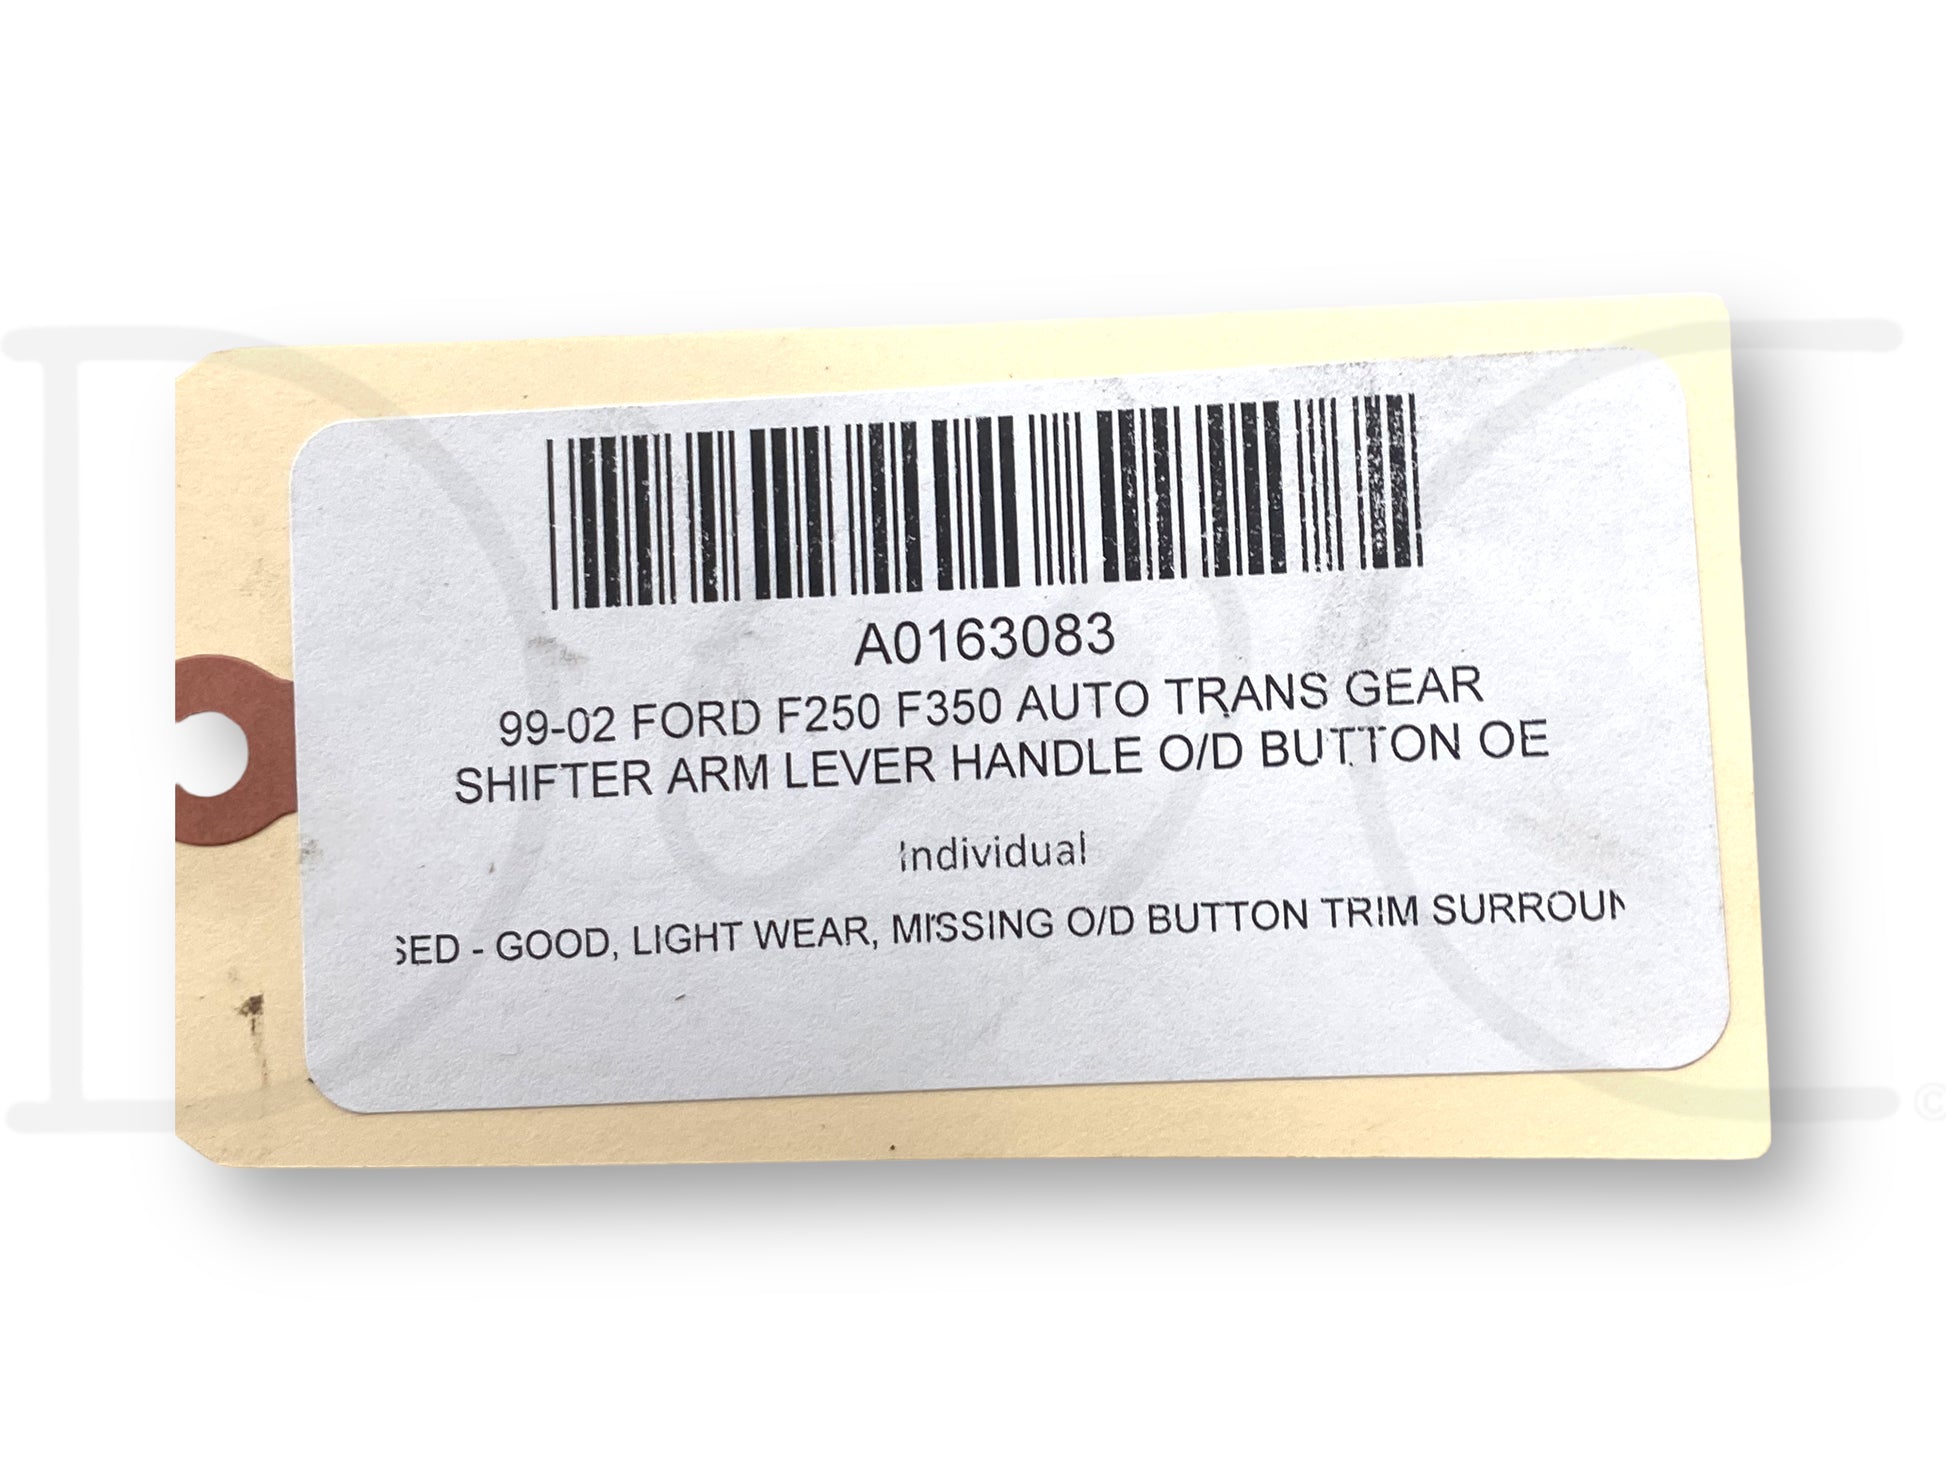 A0163083
99-02 FORD F250 F350 AUTO TRANS GEAR
SHIFTER ARM LEVER HANDLE O/D BUTTON OE
Individual
SED - GOOD, LIGHT WEAR, MISSING O/D BUTTON TRIM SURROUN
©